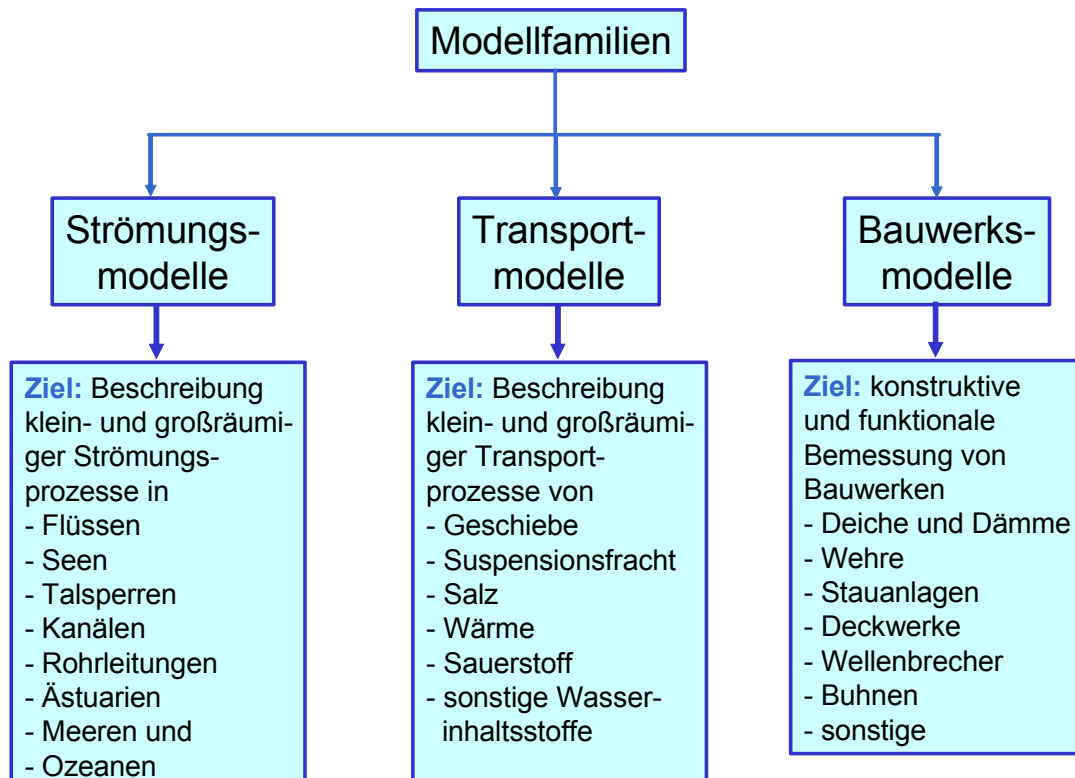 Modellfamilien
Strömungs-
modelle
Transport-
modelle
Bauwerks-
modelle
Ziel: Beschreibung
klein- und großräumi-
ger Strömungs-
prozesse in
- Flüssen
- Seen
- Talsperren
- Kanälen
- Rohrleitungen
- Ästuarien
- Meeren und
- Ozeanen
Ziel: Beschreibung
klein- und großräumi-
ger Transport-
prozesse von
- Geschiebe
- Suspensionsfracht
- Salz
- Wärme
- Sauerstoff
- sonstige Wasser-
inhaltsstoffe
Ziel: konstruktive
und funktionale
Bemessung von
Bauwerken
- Deiche und Dämme
- Wehre
- Stauanlagen
- Deckwerke
- Wellenbrecher
- Buhnen
- sonstige